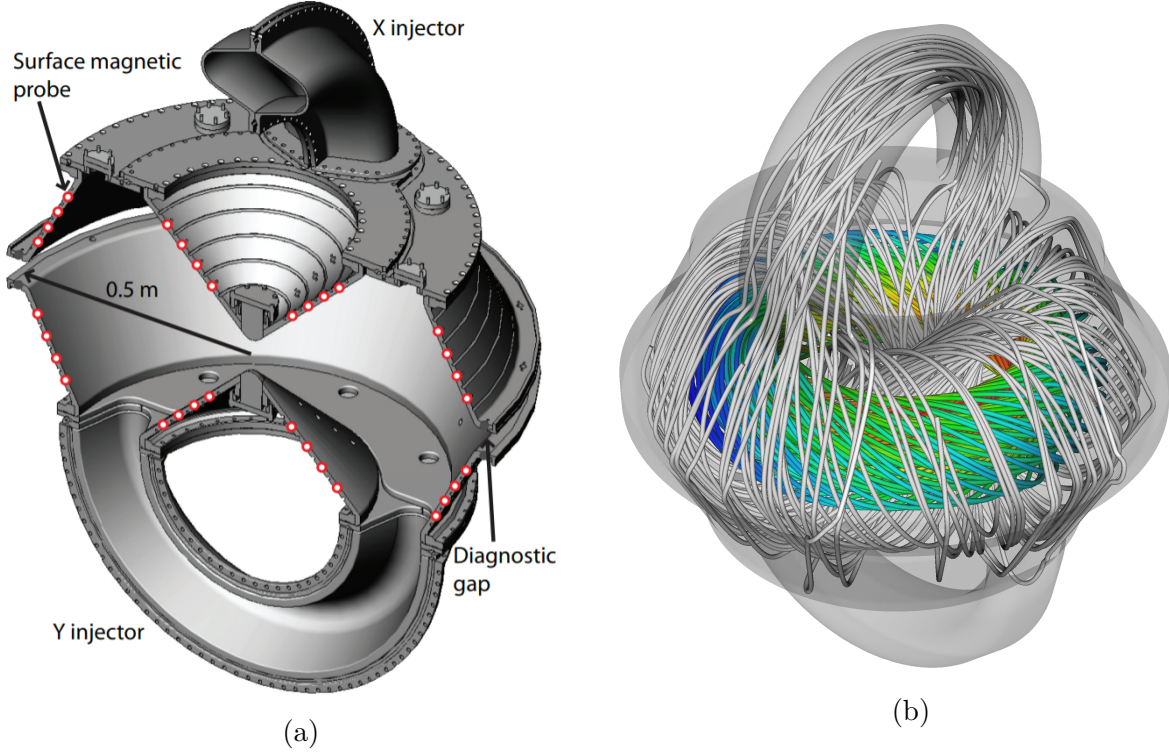 X injector
Surface magnetic
probe
0.5 m
Diagnostic
gap
Y injector
(a)
(b)